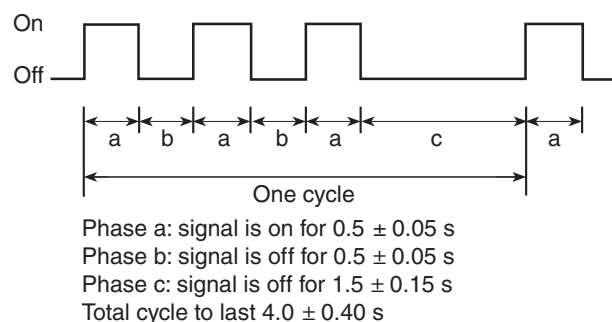 On
Off
a b a b a c a
One cycle
Phase a: signal is on for 0.5 ± 0.05 s
Phase b: signal is off for 0.5 ± 0.05 s
Phase c: signal is off for 1.5 ± 0.15 s
Total cycle to last 4.0 ± 0.40 s